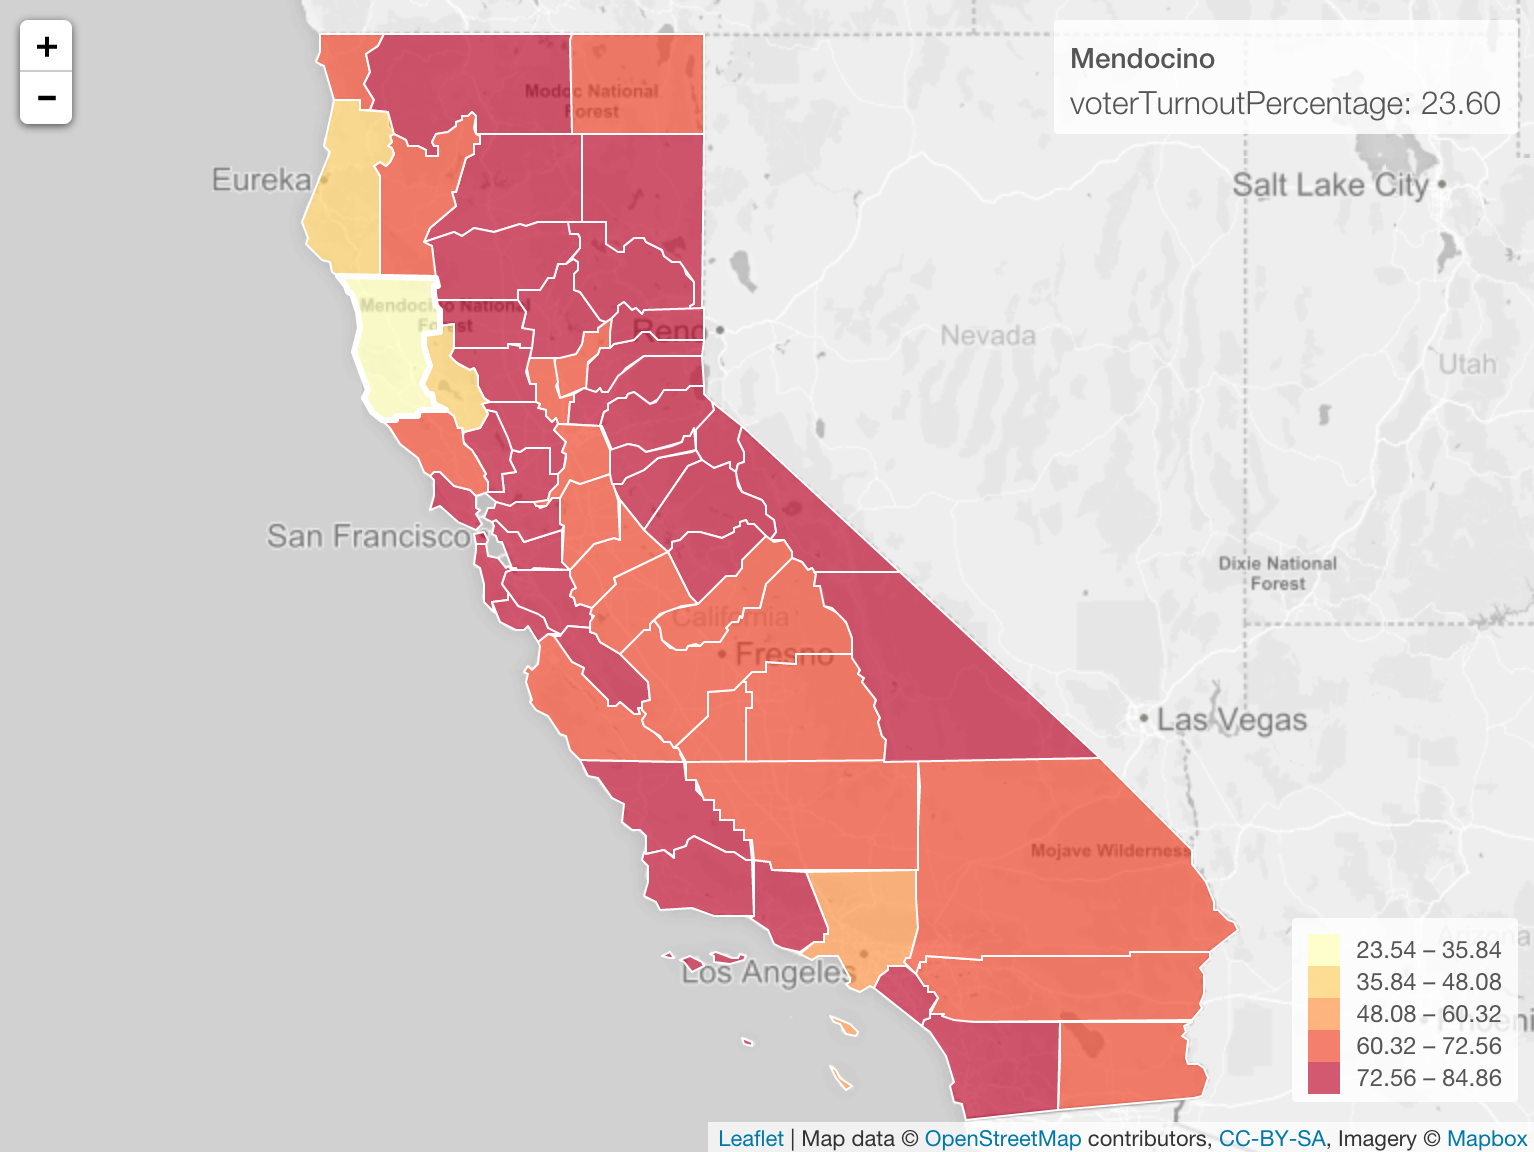 +
Mendocino
voterTurnoutPercentage: 23.60
−
Modoc National
Forest
Eureka
Salt Lake City
Mendocino National
Forest
Reno
Nevada
Utah
San Francisco
Dixie National
Forest
California
Fresno
Las Vegas
Mojave Wilderness
Arizona
Los Angeles
23.54 – 35.84
35.84 – 48.08
48.08 – 60.32
60.32 – 72.56
72.56 – 84.86
Leaflet | Map data © OpenStreetMap contributors, CC-BY-SA, Imagery © Mapbox